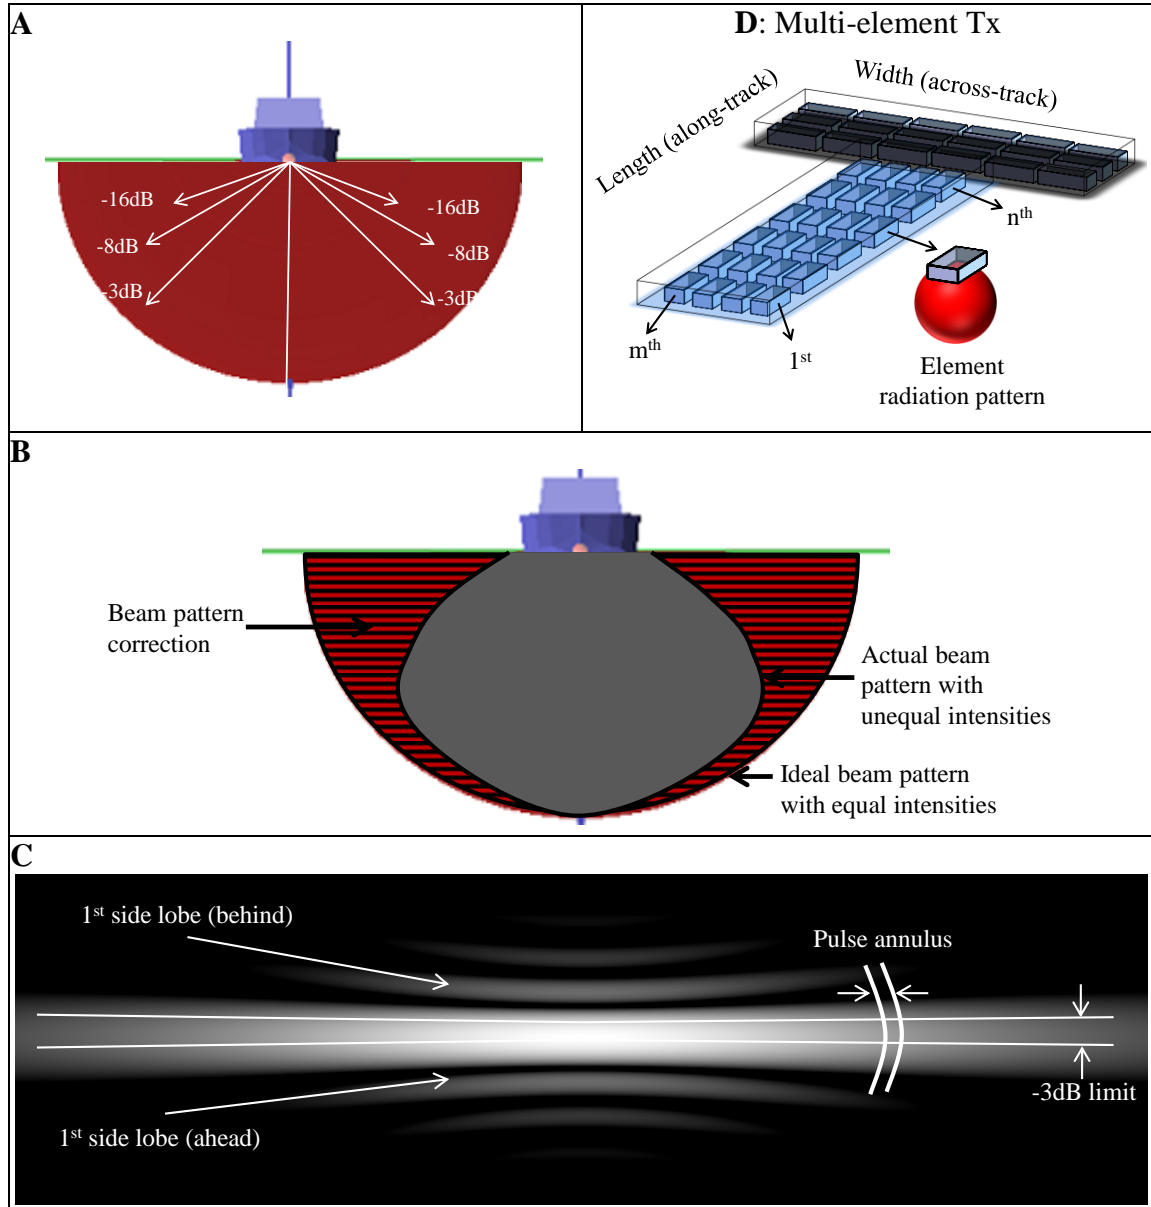 A
-16dB
-16dB
-8dB
-8dB
-3dB
-3dB
D: Multi-element Tx
Width (across-track)
Length (along-track)
nth
mth
1st
Element
radiation pattern
B
Beam pattern
correction
Actual beam
pattern with
unequal intensities
Ideal beam pattern
with equal intensities
C
1st side lobe (behind)
Pulse annulus
-3dB limit
1st side lobe (ahead)